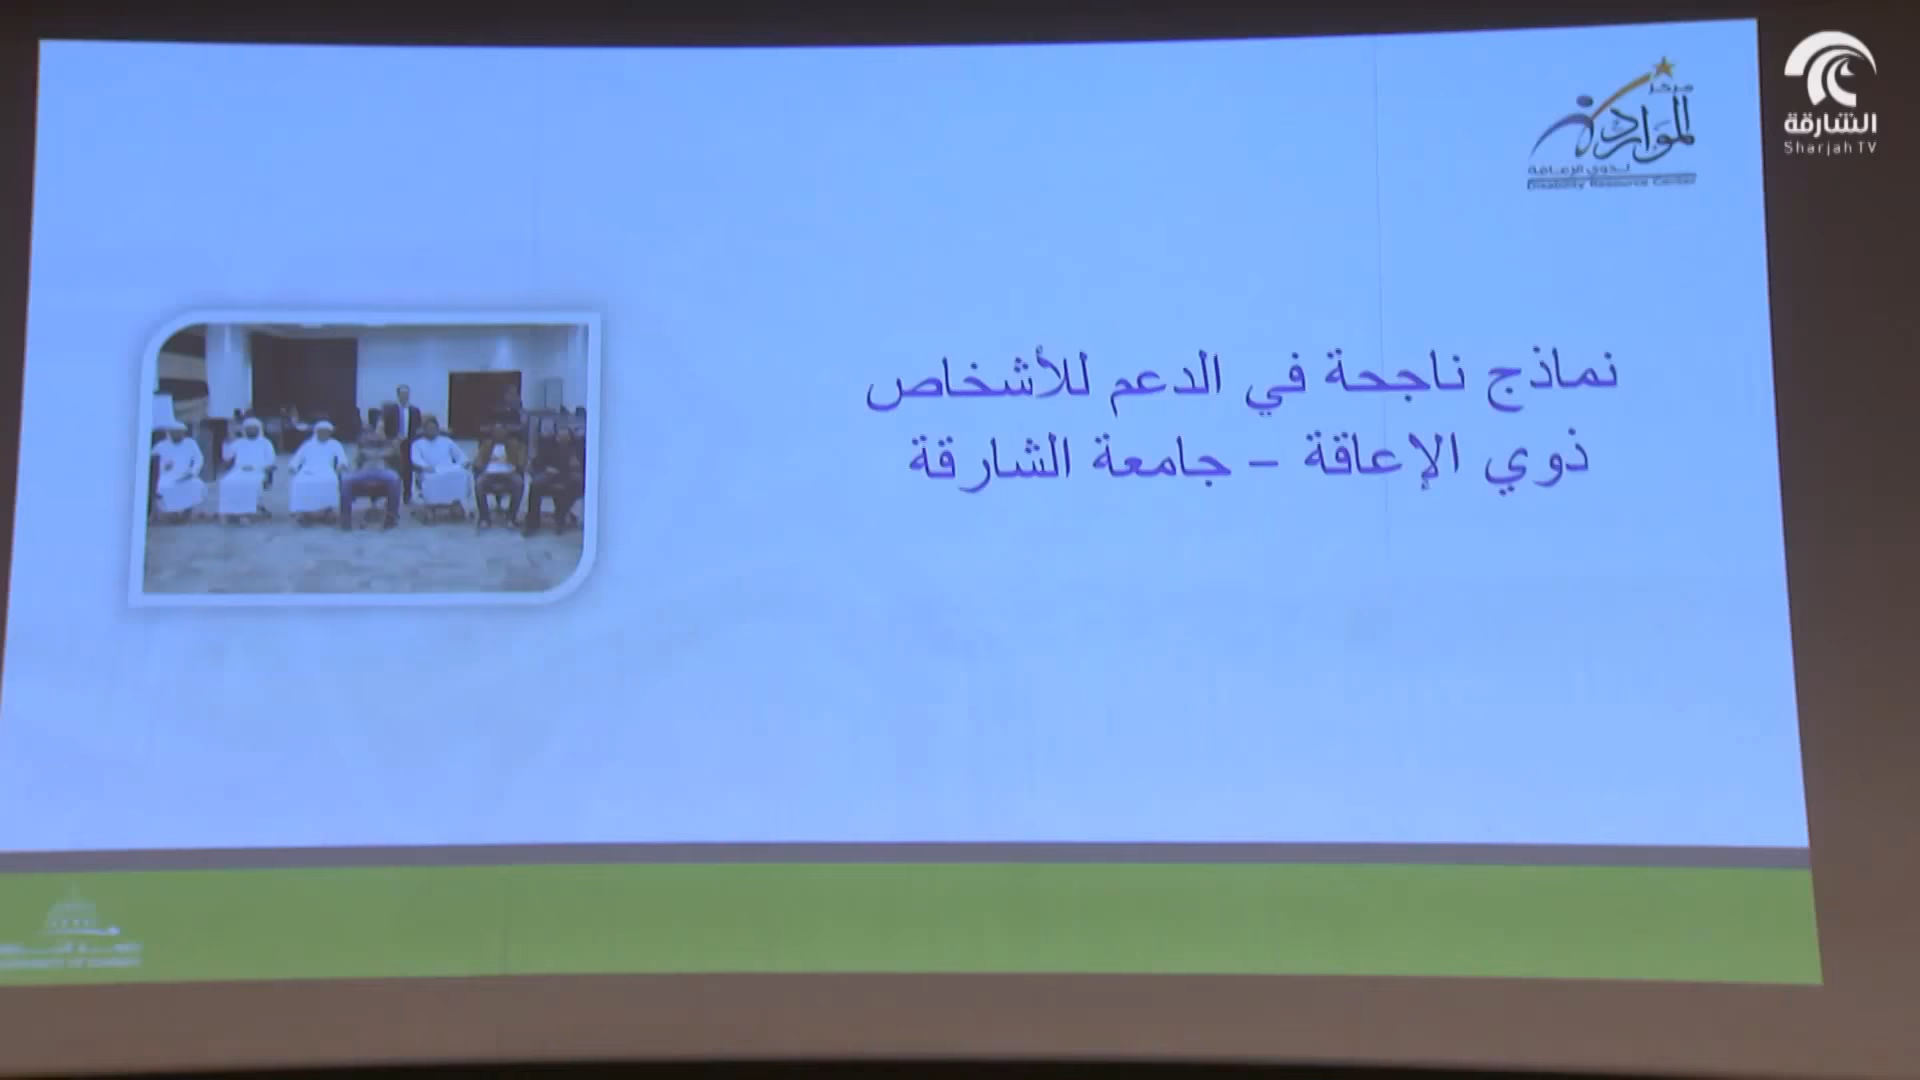 مركز
الموارد
لذوي الإعاقة
Disability Resource Center
الشارقة
Sharjah TV
نماذج ناجحة في الدعم للأشخاص
ذوي الإعاقة – جامعة الشارقة